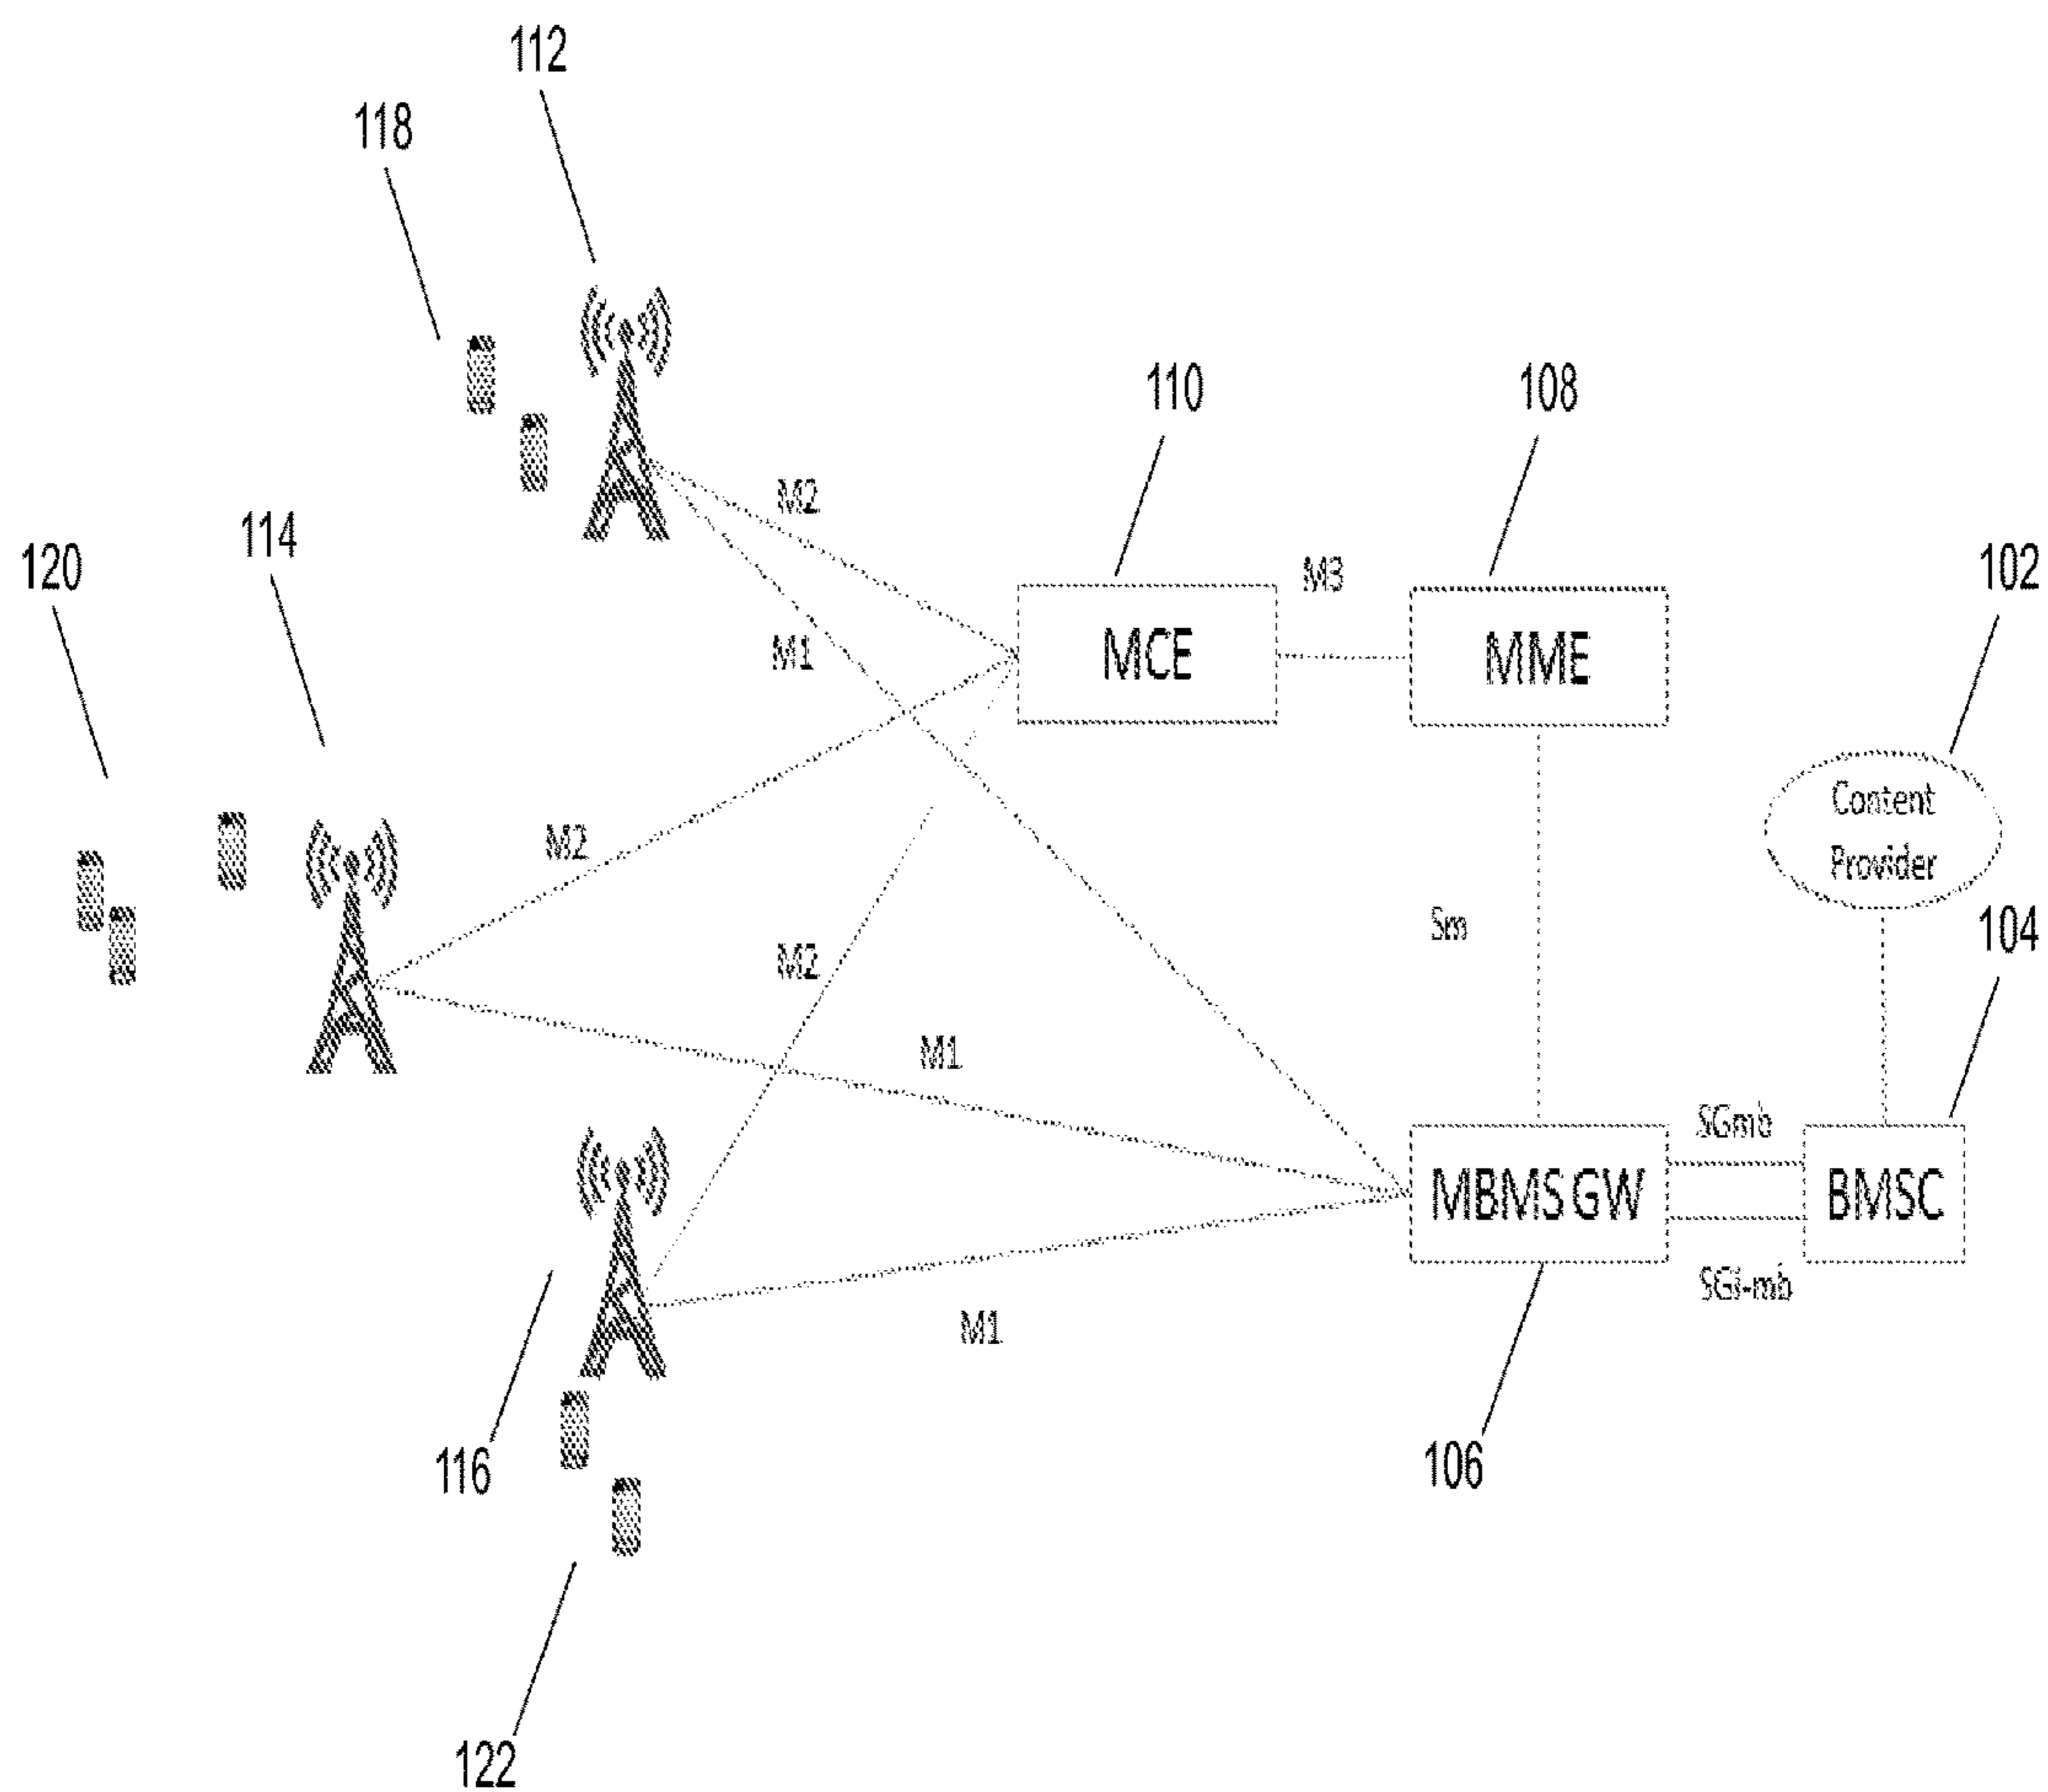 112
118
110
108
M2
114
120
M3
102
MCE
MME
M1
Content
Provider
M2
104
Sm
M2
M1
SGmb
MBMS GW
BMSC
SGi-mb
M1
116
106
122